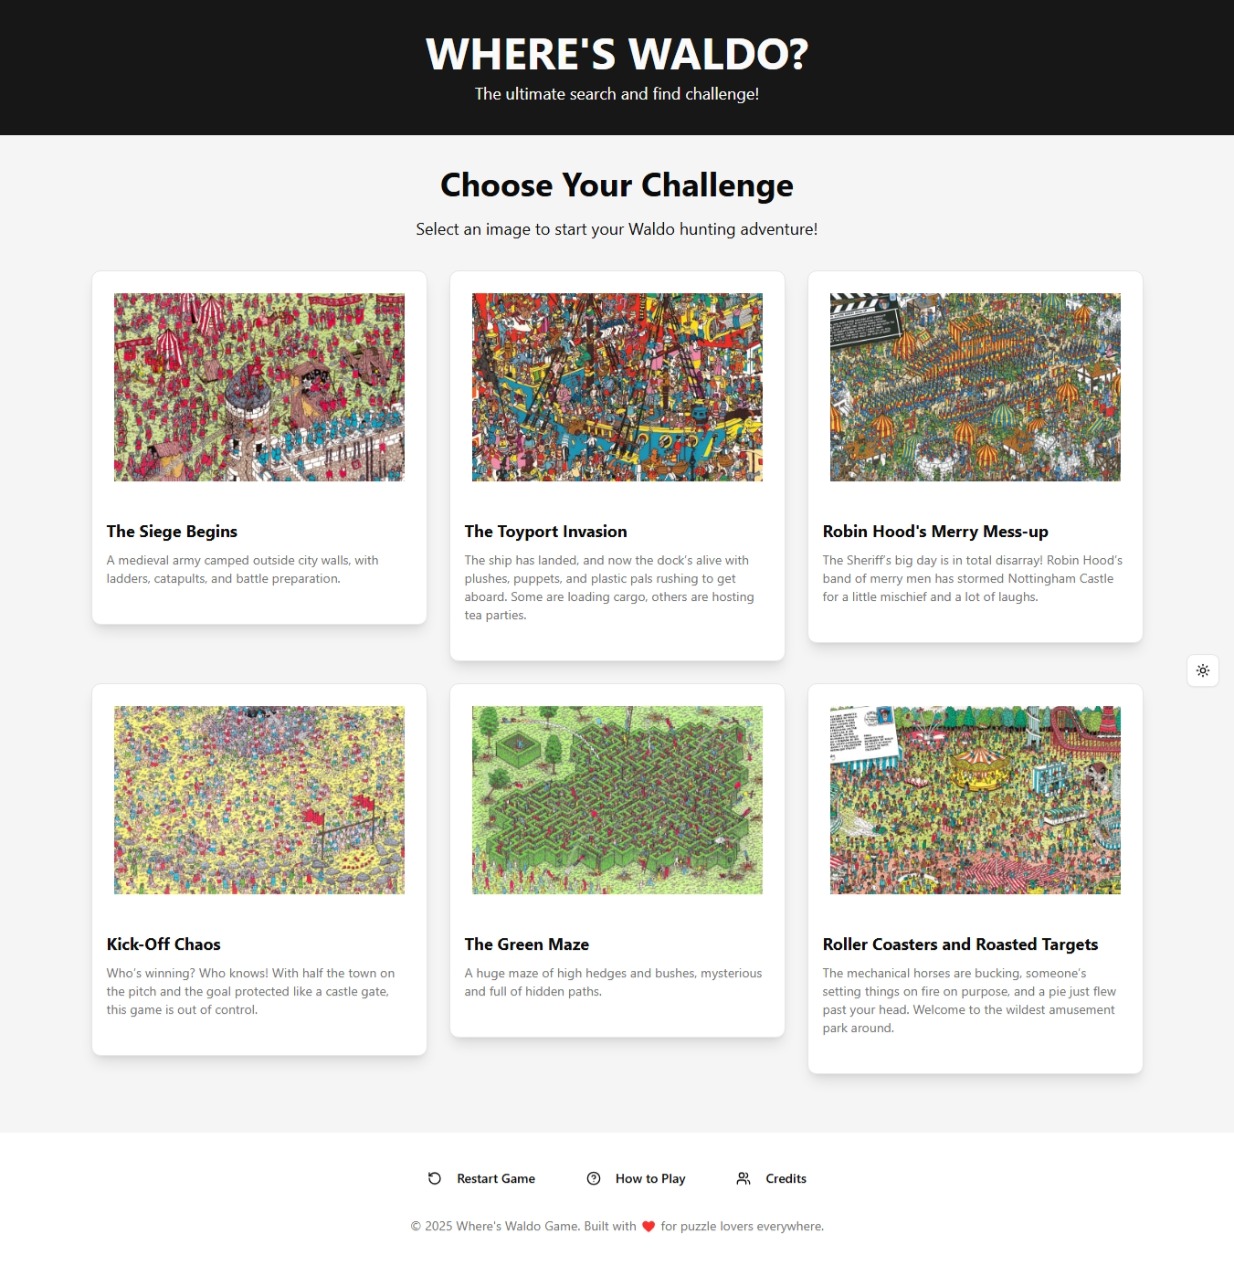 WHERE'S WALDO?
The ultimate search and find challenge!
Choose Your Challenge
Select an image to start your Waldo hunting adventure!
The Siege Begins
A medieval army camped outside city walls, with
ladders, catapults, and battle preparation.
The Toyport Invasion
The ship has landed, and now the dock's alive with
plushes, puppets, and plastic pals rushing to get
aboard. Some are loading cargo, others are hosting
tea parties.
Robin Hood's Merry Mess-up
The Sheriff's big day is in total disarray! Robin Hood's
band of merry men has stormed Nottingham Castle
for a little mischief and a lot of laughs.
Kick-Off Chaos
Who's winning? Who knows! With half the town on
the pitch and the goal protected like a castle gate,
this game is out of control.
The Green Maze
A huge maze of high hedges and bushes, mysterious
and full of hidden paths.
Roller Coasters and Roasted Targets
The mechanical horses are bucking, someone's
setting things on fire on purpose, and a pie just flew
past your head. Welcome to the wildest amusement
park around.
Restart Game
How to Play
Credits
© 2025 Where's Waldo Game. Built with ❤️ for puzzle lovers everywhere.